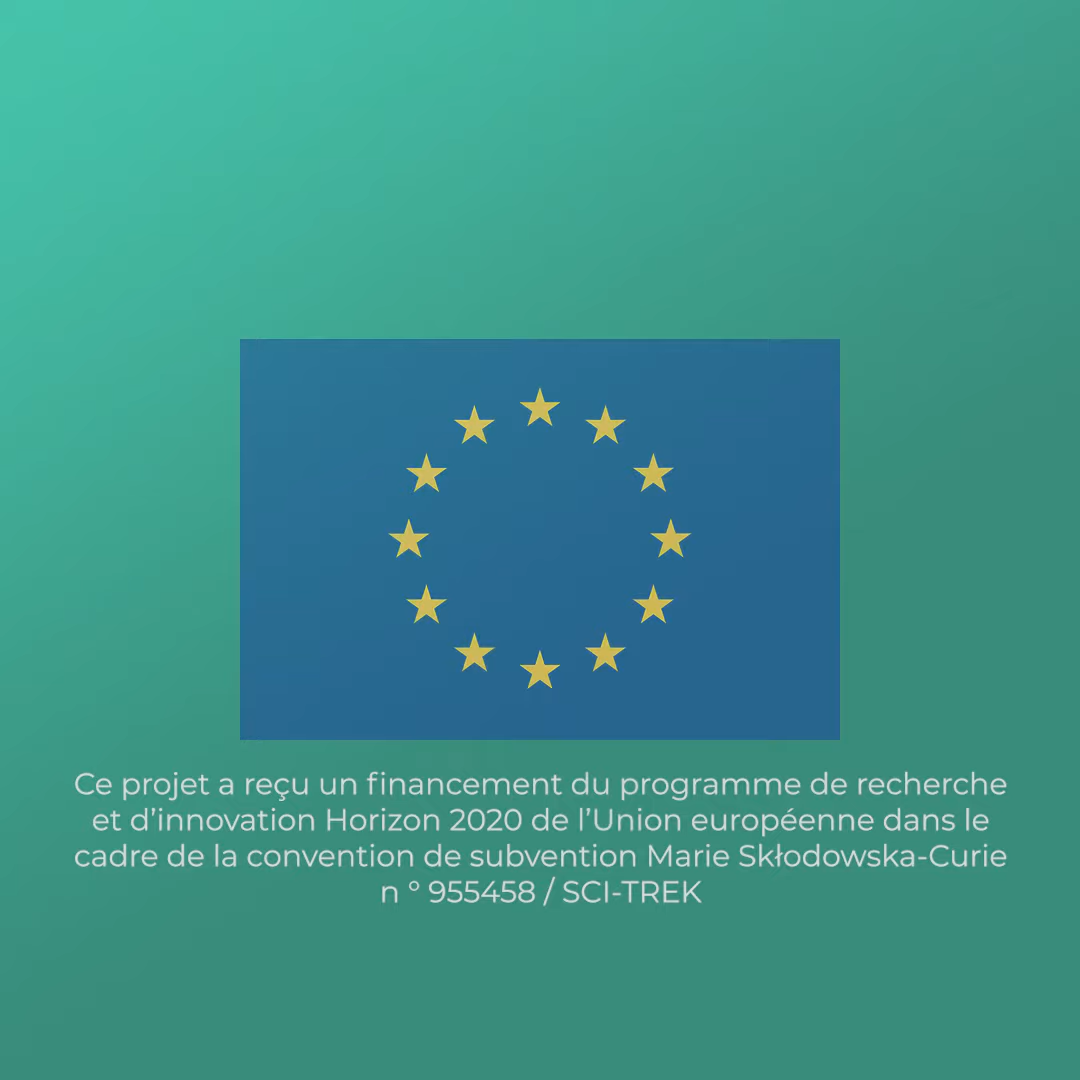 Ce projet a reçu un financement du programme de recherche
et d’innovation Horizon 2020 de l’Union européenne dans le
cadre de la convention de subvention Marie Skłodowska-Curie
n ° 955458 / SCI-TREK